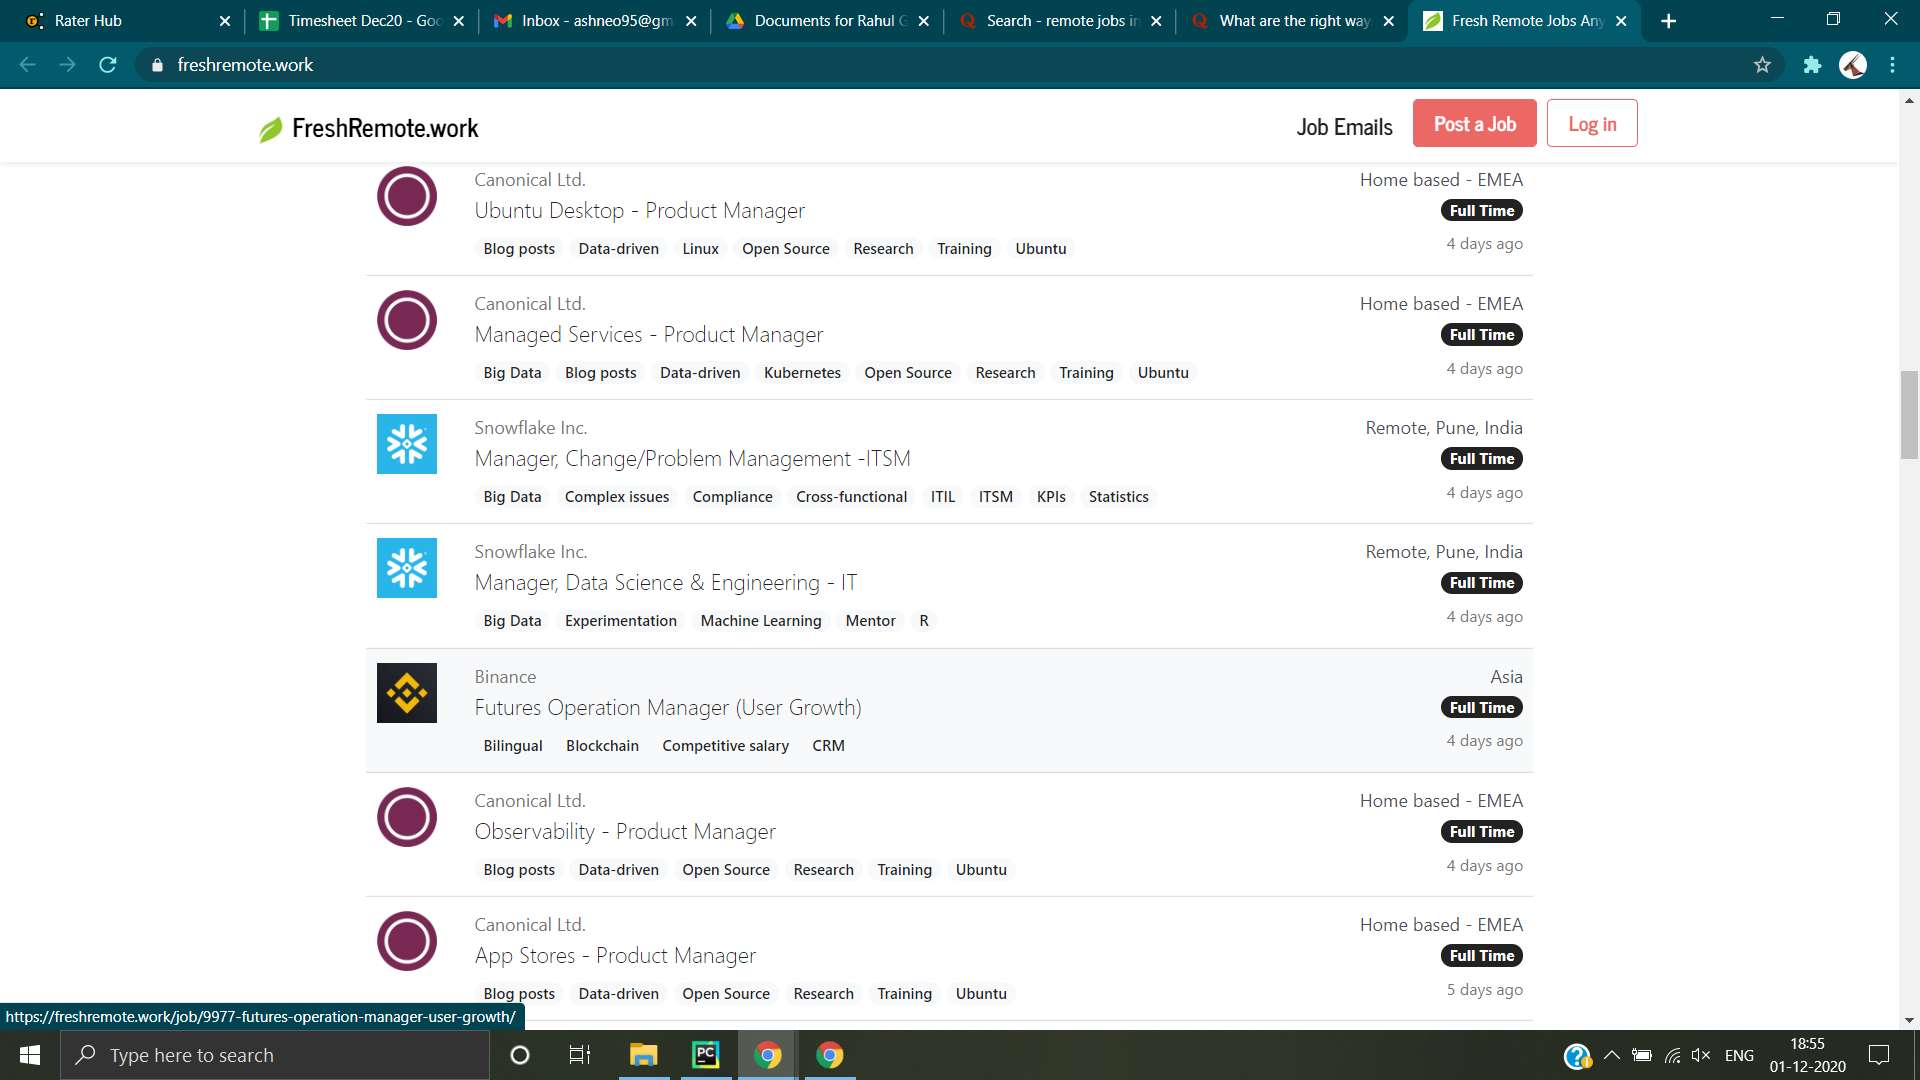 Rater Hub
Timesheet Dec20 - Goo
Inbox - ashneo95@gm
Documents for Rahul G
Search - remote jobs in
What are the right way
Fresh Remote Jobs Any
freshremote.work
FreshRemote.work
Job Emails
Post a Job
Log in
Canonical Ltd.
Home based - EMEA
Ubuntu Desktop - Product Manager
Full Time
Blog posts Data-driven Linux Open Source Research Training Ubuntu
4 days ago
Canonical Ltd.
Home based - EMEA
Managed Services - Product Manager
Full Time
Big Data Blog posts Data-driven Kubernetes Open Source Research Training Ubuntu
4 days ago
Snowflake Inc.
Remote, Pune, India
Manager, Change/Problem Management -ITSM
Full Time
Big Data Complex issues Compliance Cross-functional ITIL ITSM KPIs Statistics
4 days ago
Snowflake Inc.
Remote, Pune, India
Manager, Data Science & Engineering - IT
Full Time
Big Data Experimentation Machine Learning Mentor R
4 days ago
Binance
Asia
Futures Operation Manager (User Growth)
Full Time
Bilingual Blockchain Competitive salary CRM
4 days ago
Canonical Ltd.
Home based - EMEA
Observability - Product Manager
Full Time
Blog posts Data-driven Open Source Research Training Ubuntu
4 days ago
Canonical Ltd.
Home based - EMEA
App Stores - Product Manager
Full Time
Blog posts Data-driven Open Source Research Training Ubuntu
5 days ago
https://freshremote.work/job/9977-futures-operation-manager-user-growth/
Type here to search
PC
ENG
18:55
01-12-2020